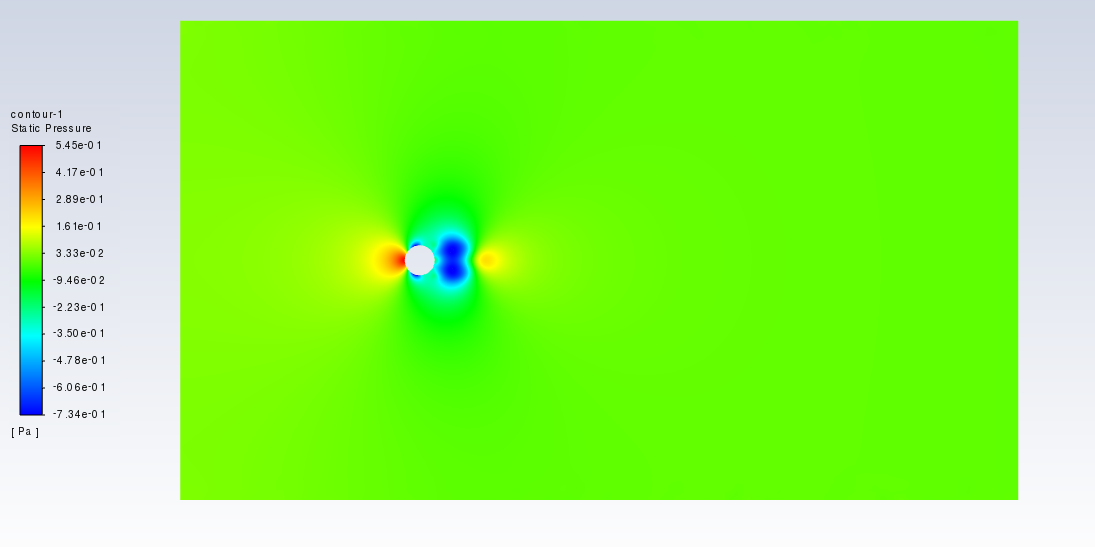 contour-1
Static Pressure
5.45e-01
4.17e-01
2.89e-01
1.61e-01
3.33e-02
-9.46e-02
-2.23e-01
-3.50e-01
-4.78e-01
-6.06e-01
-7.34e-01
[ Pa ]